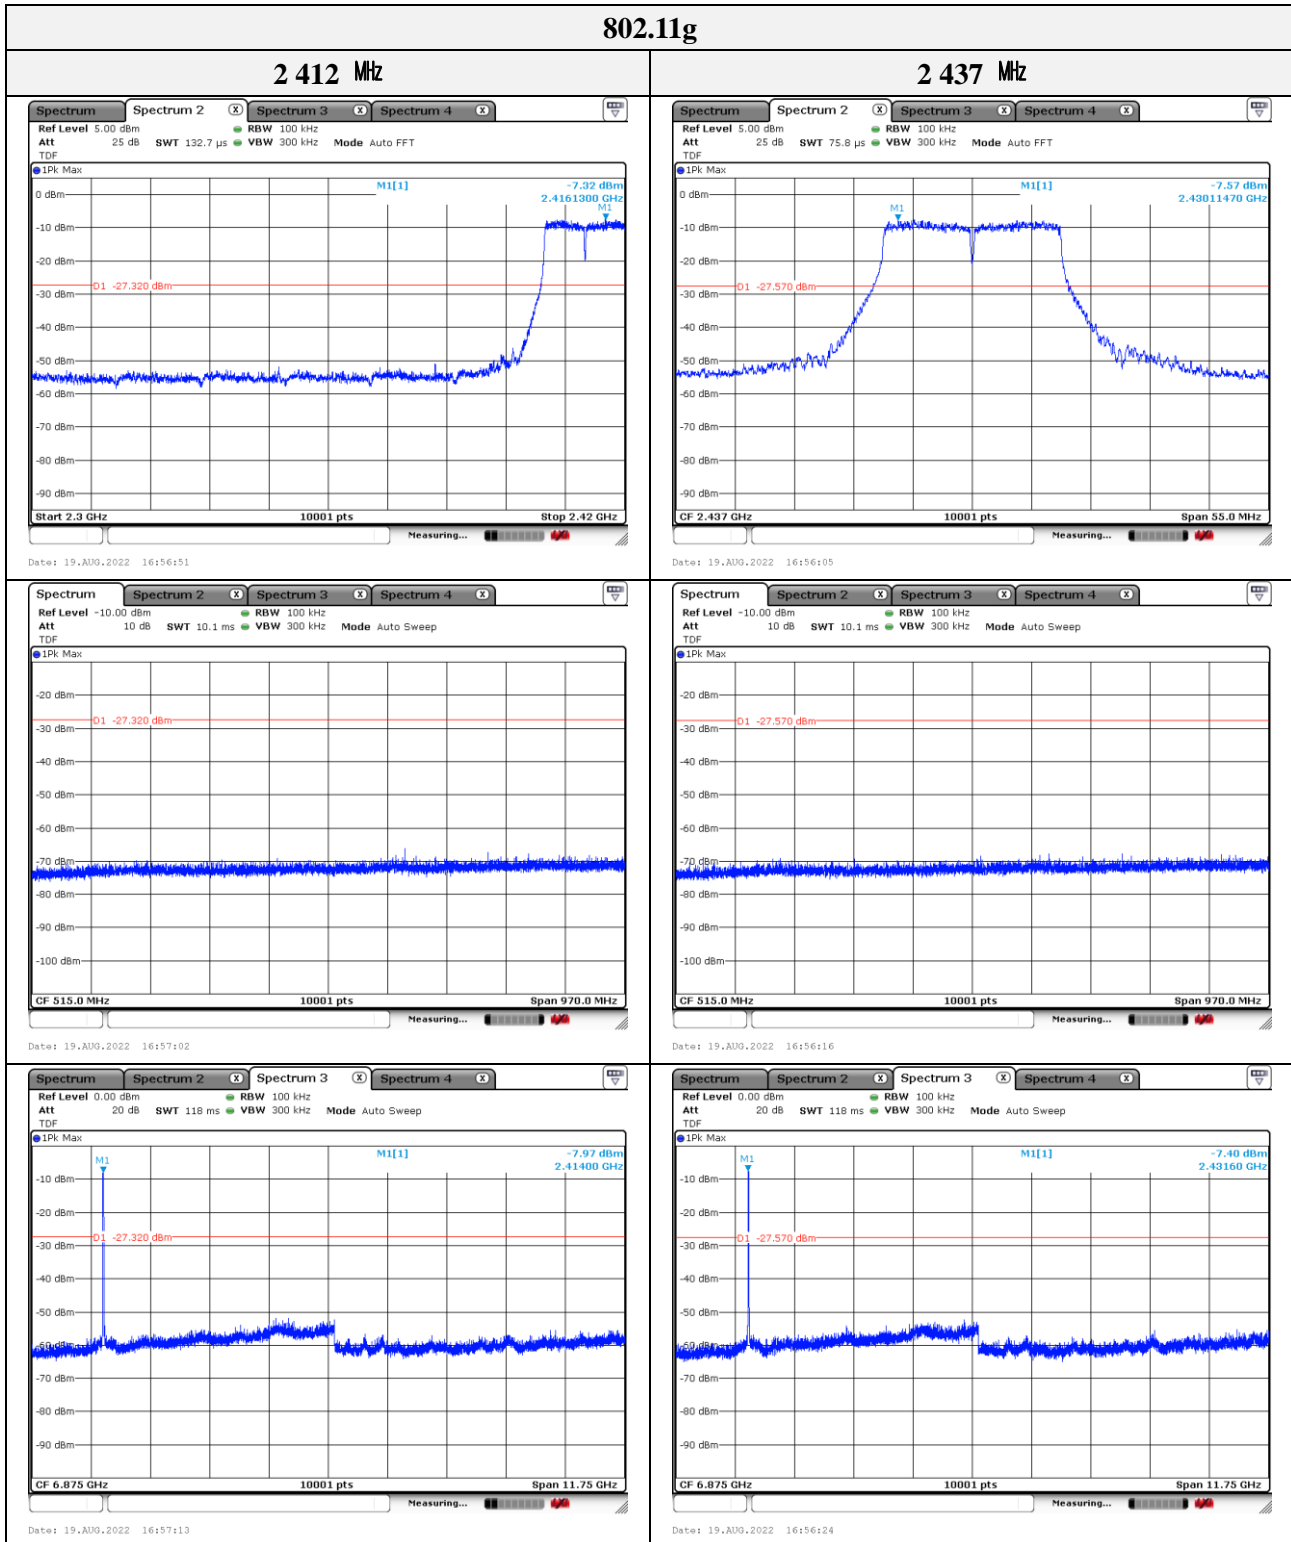 802.11g
2 412 ㎒
2 437 ㎒
Spectrum Spectrum 2 X Spectrum 3 X Spectrum 4 X
Ref Level 5.00 dBm RBW 100 kHz
Att 25 dB SWT 132.7 µs VBW 300 kHz Mode Auto FFT
TDF
1Pk Max
M1[1] -7.32 dBm
2.4161300 GHz
M1
0 dBm
-10 dBm
-20 dBm
D1 -27.320 dBm
-30 dBm
-40 dBm
-50 dBm
-60 dBm
-70 dBm
-80 dBm
-90 dBm
Start 2.3 GHz 10001 pts Stop 2.42 GHz
Measuring...
Date: 19.AUG.2022 16:56:51
Spectrum Spectrum 2 X Spectrum 3 X Spectrum 4 X
Ref Level 5.00 dBm RBW 100 kHz
Att 25 dB SWT 75.8 µs VBW 300 kHz Mode Auto FFT
TDF
1Pk Max
M1[1] -7.57 dBm
2.43011470 GHz
M1
0 dBm
-10 dBm
-20 dBm
D1 -27.570 dBm
-30 dBm
-40 dBm
-50 dBm
-60 dBm
-70 dBm
-80 dBm
-90 dBm
CF 2.437 GHz 10001 pts Span 55.0 MHz
Measuring...
Date: 19.AUG.2022 16:56:05
Spectrum Spectrum 2 X Spectrum 3 X Spectrum 4 X
Ref Level -10.00 dBm RBW 100 kHz
Att 10 dB SWT 10.1 ms VBW 300 kHz Mode Auto Sweep
TDF
1Pk Max
-20 dBm
D1 -27.320 dBm
-30 dBm
-40 dBm
-50 dBm
-60 dBm
-70 dBm
-80 dBm
-90 dBm
-100 dBm
CF 515.0 MHz 10001 pts Span 970.0 MHz
Measuring...
Date: 19.AUG.2022 16:57:02
Spectrum Spectrum 2 X Spectrum 3 X Spectrum 4 X
Ref Level -10.00 dBm RBW 100 kHz
Att 10 dB SWT 10.1 ms VBW 300 kHz Mode Auto Sweep
TDF
1Pk Max
-20 dBm
D1 -27.570 dBm
-30 dBm
-40 dBm
-50 dBm
-60 dBm
-70 dBm
-80 dBm
-90 dBm
-100 dBm
CF 515.0 MHz 10001 pts Span 970.0 MHz
Measuring...
Date: 19.AUG.2022 16:56:16
Spectrum Spectrum 2 X Spectrum 3 X Spectrum 4 X
Ref Level 0.00 dBm RBW 100 kHz
Att 20 dB SWT 118 ms VBW 300 kHz Mode Auto Sweep
TDF
1Pk Max
M1[1] -7.97 dBm
2.41400 GHz
M1
-10 dBm
-20 dBm
D1 -27.320 dBm
-30 dBm
-40 dBm
-50 dBm
-60 dBm
-70 dBm
-80 dBm
-90 dBm
CF 6.875 GHz 10001 pts Span 11.75 GHz
Measuring...
Date: 19.AUG.2022 16:57:13
Spectrum Spectrum 2 X Spectrum 3 X Spectrum 4 X
Ref Level 0.00 dBm RBW 100 kHz
Att 20 dB SWT 118 ms VBW 300 kHz Mode Auto Sweep
TDF
1Pk Max
M1[1] -7.40 dBm
2.43160 GHz
M1
-10 dBm
-20 dBm
D1 -27.570 dBm
-30 dBm
-40 dBm
-50 dBm
-60 dBm
-70 dBm
-80 dBm
-90 dBm
CF 6.875 GHz 10001 pts Span 11.75 GHz
Measuring...
Date: 19.AUG.2022 16:56:24